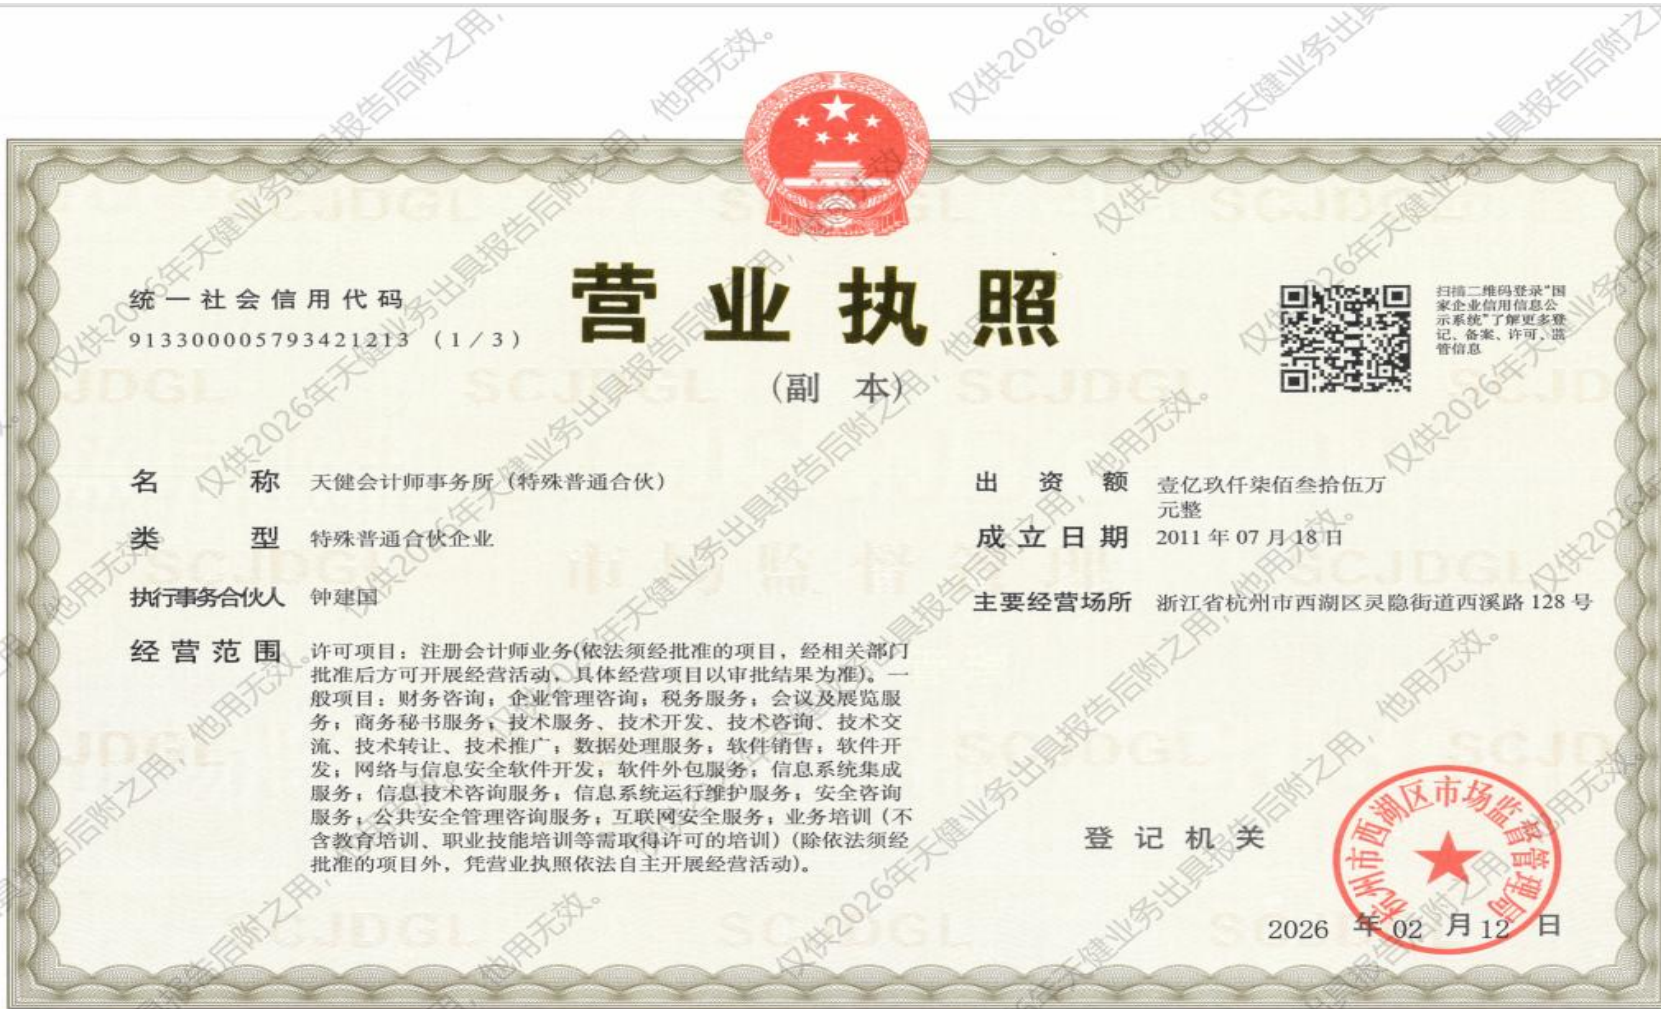 统一社会信用代码
913300005793421213 (1/3)
营业执照
(副 本)
扫描二维码登录“国
家企业信用信息公
示系统”了解更多登
记、备案、许可、监
管信息
名 称 天健会计师事务所（特殊普通合伙）
类 型 特殊普通合伙企业
执行事务合伙人 钟建国
经营范围 许可项目：注册会计师业务(依法须经批准的项目，经相关部门
批准后方可开展经营活动，具体经营项目以审批结果为准)。一
般项目：财务咨询；企业管理咨询；税务服务；会议及展览服
务；商务秘书服务；技术服务、技术开发、技术咨询、技术交
流、技术转让、技术推广；数据处理服务；软件销售；软件开
发；网络与信息安全软件开发；软件外包服务；信息系统集成
服务；信息技术咨询服务；信息系统运行维护服务；安全咨询
服务；公共安全管理咨询服务；互联网安全服务；业务培训（不
含教育培训、职业技能培训等需取得许可的培训）(除依法须经
批准的项目外，凭营业执照依法自主开展经营活动)。
出 资 额 壹亿玖仟柒佰叁拾伍万
元整
成立日期 2011 年 07 月 18 日
主要经营场所 浙江省杭州市西湖区灵隐街道西溪路 128 号
登记机关
杭州市西湖区市场监督管理局
2026 年 02 月 12 日
仅供2026年天健业务出具报告后附之用，他用无效。
SCJDGL